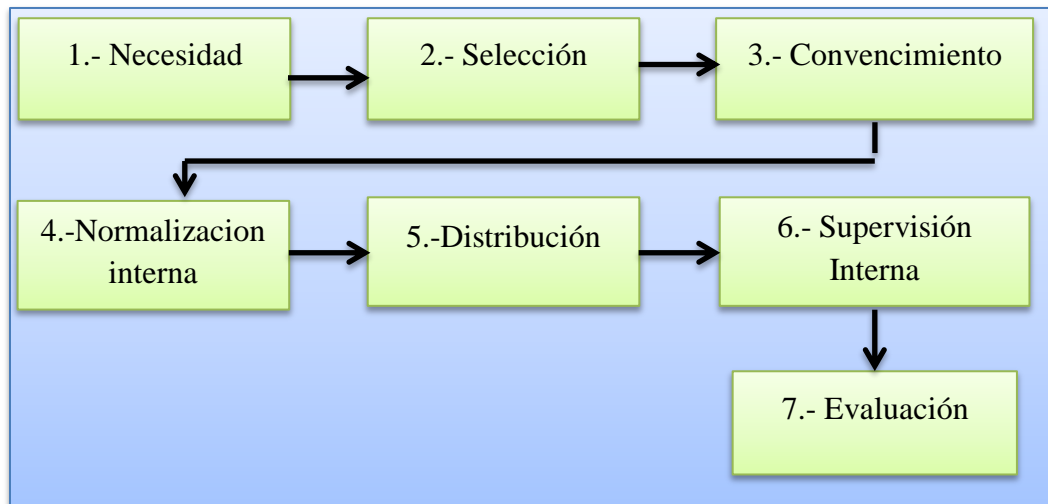 1.- Necesidad
2.- Selección
3.- Convencimiento
4.-Normalizacion
interna
5.-Distribución
6.- Supervisión
Interna
7.- Evaluación